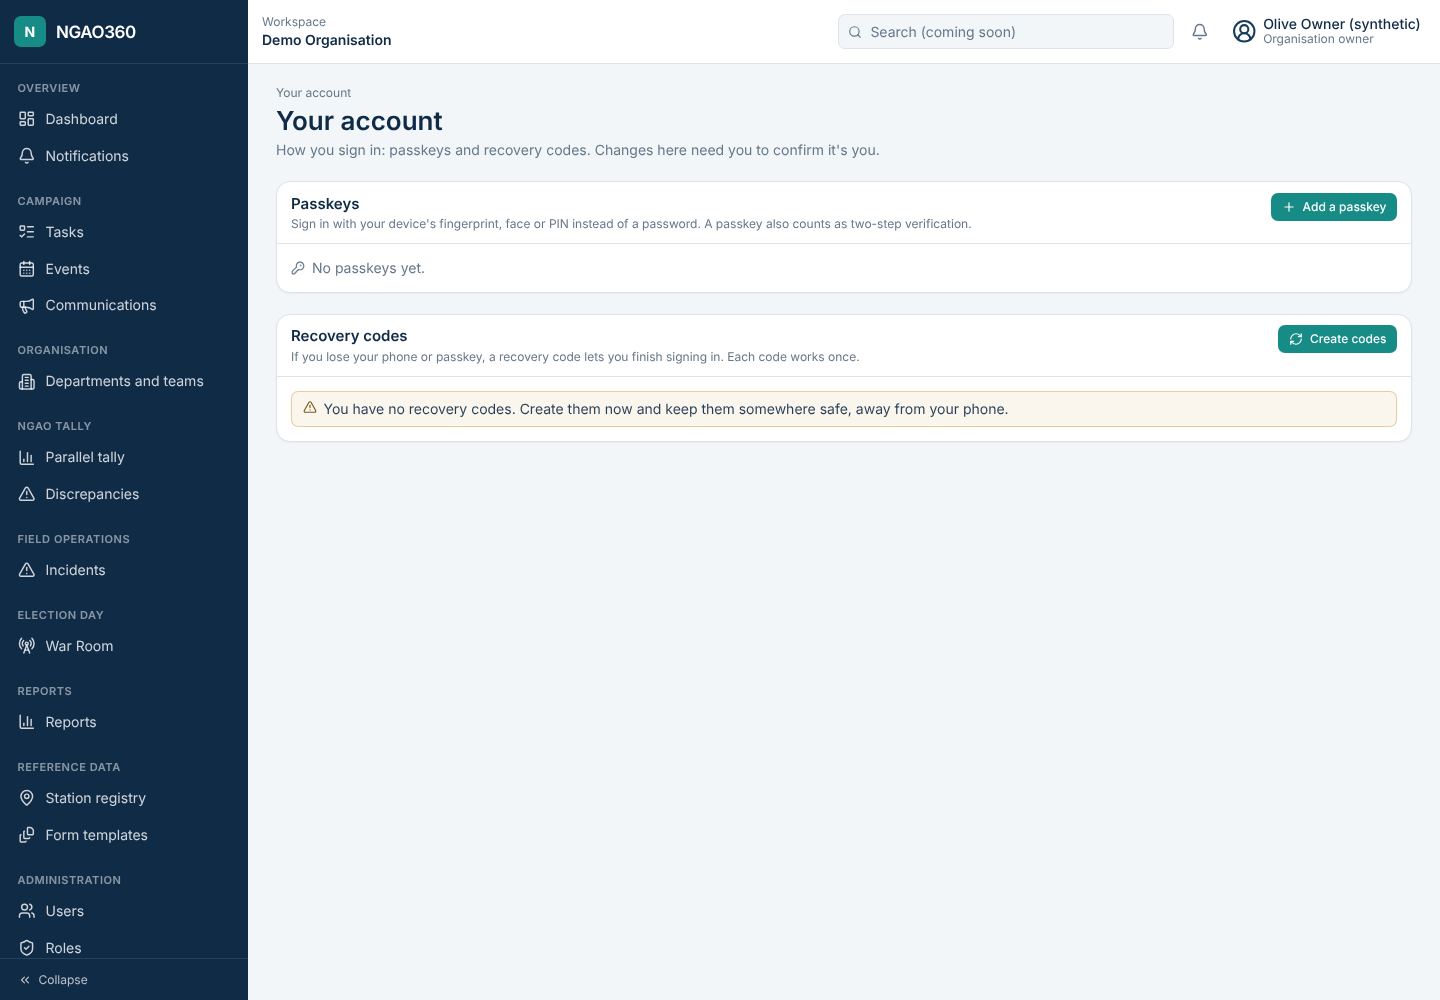 N NGAO360
OVERVIEW
Dashboard
Notifications
CAMPAIGN
Tasks
Events
Communications
ORGANISATION
Departments and teams
NGAO TALLY
Parallel tally
Discrepancies
FIELD OPERATIONS
Incidents
ELECTION DAY
War Room
REPORTS
Reports
REFERENCE DATA
Station registry
Form templates
ADMINISTRATION
Users
Roles
Collapse
Workspace
Demo Organisation
Search (coming soon)
Olive Owner (synthetic)
Organisation owner
Your account
Your account
How you sign in: passkeys and recovery codes. Changes here need you to confirm it's you.
Passkeys
Sign in with your device's fingerprint, face or PIN instead of a password. A passkey also counts as two-step verification.
Add a passkey
No passkeys yet.
Recovery codes
If you lose your phone or passkey, a recovery code lets you finish signing in. Each code works once.
Create codes
You have no recovery codes. Create them now and keep them somewhere safe, away from your phone.